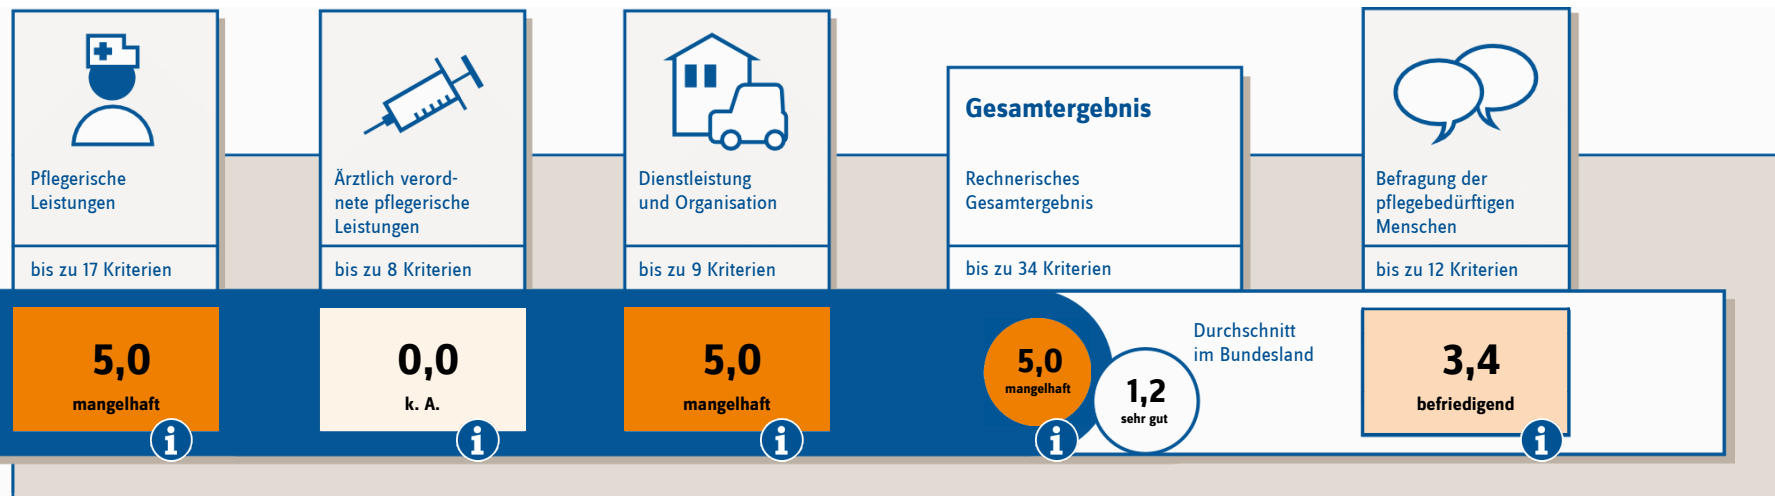 Pflegerische
Leistungen
bis zu 17 Kriterien
5,0
mangelhaft
i
Ärztlich verord-
nete pflegerische
Leistungen
bis zu 8 Kriterien
0,0
k. A.
i
Dienstleistung
und Organisation
bis zu 9 Kriterien
5,0
mangelhaft
i
Gesamtergebnis
Rechnerisches
Gesamtergebnis
bis zu 34 Kriterien
5,0
mangelhaft
i
1,2
sehr gut
Durchschnitt
im Bundesland
Befragung der
pflegebedürftigen
Menschen
bis zu 12 Kriterien
3,4
befriedigend
i